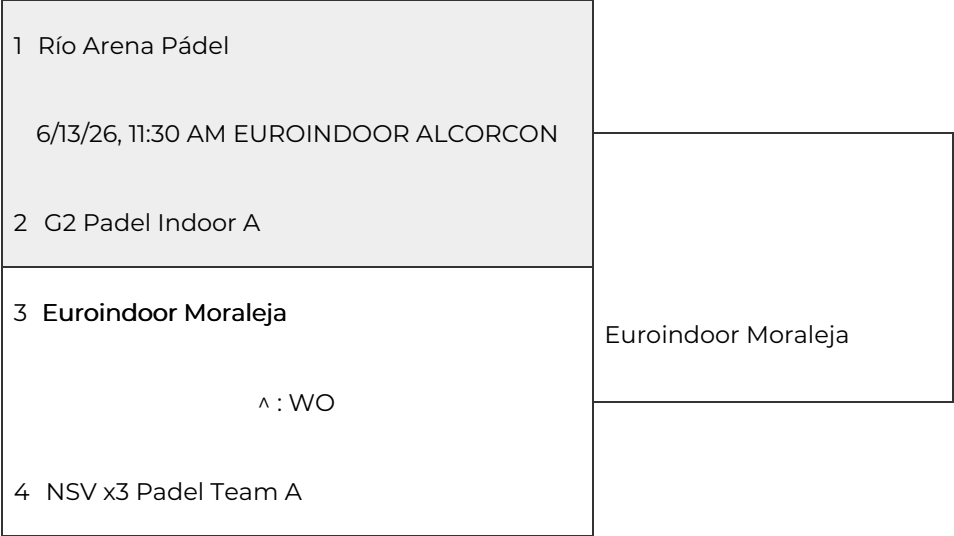 1 Río Arena Pádel
6/13/26, 11:30 AM EUROINDOOR ALCORCON
2 G2 Padel Indoor A
3 Euroindoor Moraleja
^ : WO
4 NSV x3 Padel Team A
Euroindoor Moraleja